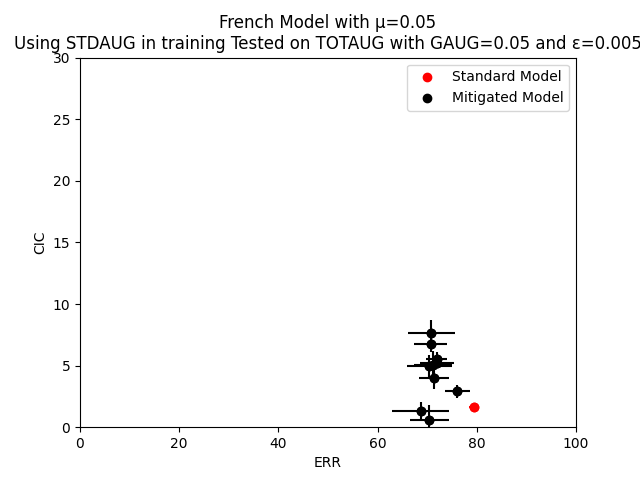 French Model with μ=0.05
Using STDAUG in training Tested on TOTAUG with GAUG=0.05 and ε=0.005
Standard Model
Mitigated Model
30
25
20
15
10
5
0
CIC
0 20 40 60 80 100
ERR